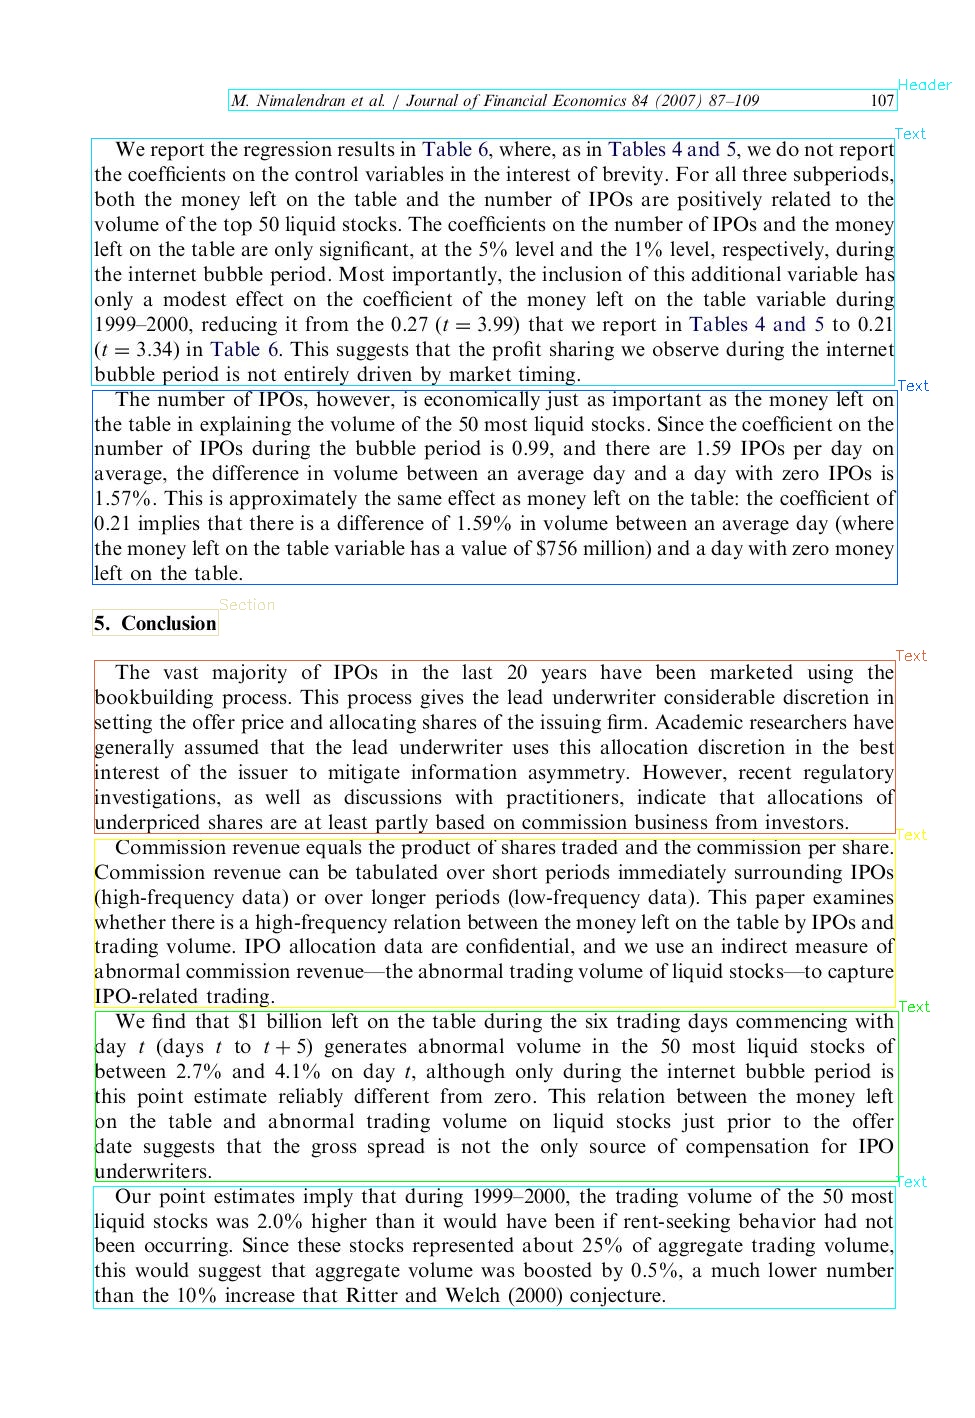 Header
M. Nimalendran et al. / Journal of Financial Economics 84 (2007) 87–109 107
Text
We report the regression results in Table 6, where, as in Tables 4 and 5, we do not report
the coefficients on the control variables in the interest of brevity. For all three subperiods,
both the money left on the table and the number of IPOs are positively related to the
volume of the top 50 liquid stocks. The coefficients on the number of IPOs and the money
left on the table are only significant, at the 5% level and the 1% level, respectively, during
the internet bubble period. Most importantly, the inclusion of this additional variable has
only a modest effect on the coefficient of the money left on the table variable during
1999–2000, reducing it from the 0.27 (t = 3.99) that we report in Tables 4 and 5 to 0.21
(t = 3.34) in Table 6. This suggests that the profit sharing we observe during the internet
bubble period is not entirely driven by market timing.
Text
The number of IPOs, however, is economically just as important as the money left on
the table in explaining the volume of the 50 most liquid stocks. Since the coefficient on the
number of IPOs during the bubble period is 0.99, and there are 1.59 IPOs per day on
average, the difference in volume between an average day and a day with zero IPOs is
1.57%. This is approximately the same effect as money left on the table: the coefficient of
0.21 implies that there is a difference of 1.59% in volume between an average day (where
the money left on the table variable has a value of $756 million) and a day with zero money
left on the table.
Section
5. Conclusion
Text
The vast majority of IPOs in the last 20 years have been marketed using the
bookbuilding process. This process gives the lead underwriter considerable discretion in
setting the offer price and allocating shares of the issuing firm. Academic researchers have
generally assumed that the lead underwriter uses this allocation discretion in the best
interest of the issuer to mitigate information asymmetry. However, recent regulatory
investigations, as well as discussions with practitioners, indicate that allocations of
underpriced shares are at least partly based on commission business from investors.
Text
Commission revenue equals the product of shares traded and the commission per share.
Commission revenue can be tabulated over short periods immediately surrounding IPOs
(high-frequency data) or over longer periods (low-frequency data). This paper examines
whether there is a high-frequency relation between the money left on the table by IPOs and
trading volume. IPO allocation data are confidential, and we use an indirect measure of
abnormal commission revenue—the abnormal trading volume of liquid stocks—to capture
IPO-related trading.
Text
We find that $1 billion left on the table during the six trading days commencing with
day t (days t to t + 5) generates abnormal volume in the 50 most liquid stocks of
between 2.7% and 4.1% on day t, although only during the internet bubble period is
this point estimate reliably different from zero. This relation between the money left
on the table and abnormal trading volume on liquid stocks just prior to the offer
date suggests that the gross spread is not the only source of compensation for IPO
underwriters.
Text
Our point estimates imply that during 1999–2000, the trading volume of the 50 most
liquid stocks was 2.0% higher than it would have been if rent-seeking behavior had not
been occurring. Since these stocks represented about 25% of aggregate trading volume,
this would suggest that aggregate volume was boosted by 0.5%, a much lower number
than the 10% increase that Ritter and Welch (2000) conjecture.